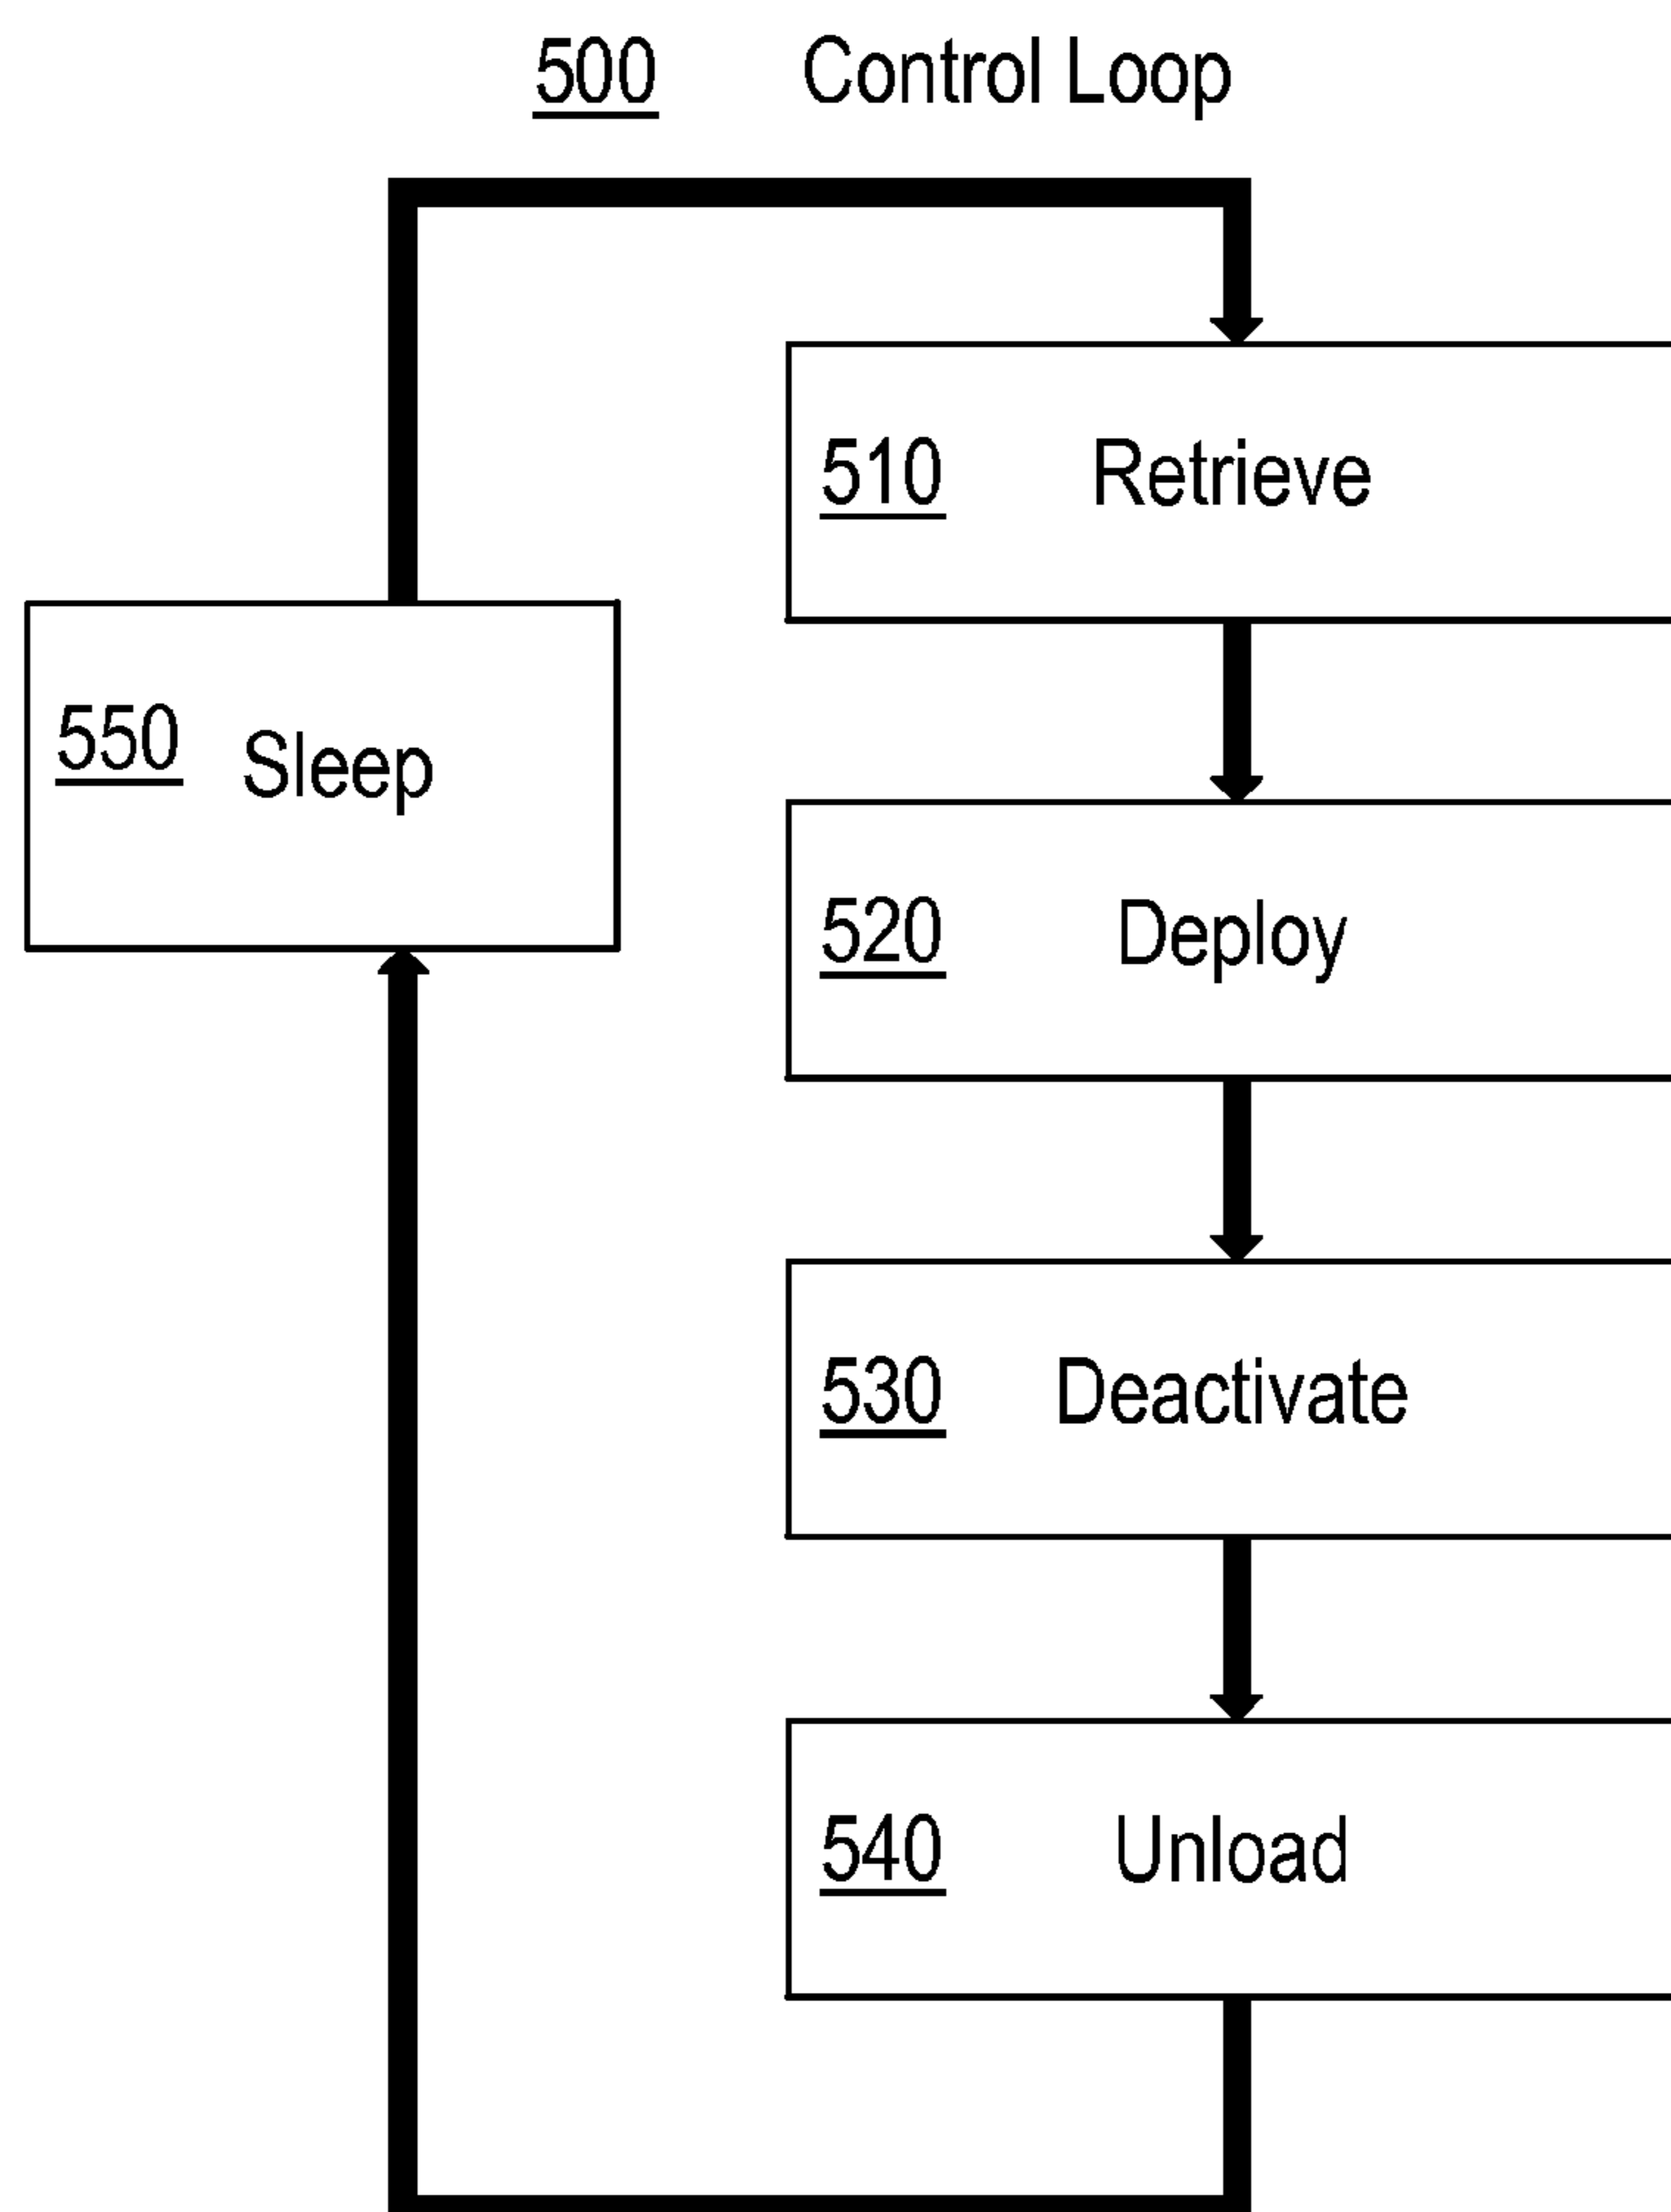 500 Control Loop
510 Retrieve
550 Sleep
520 Deploy
530 Deactivate
540 Unload